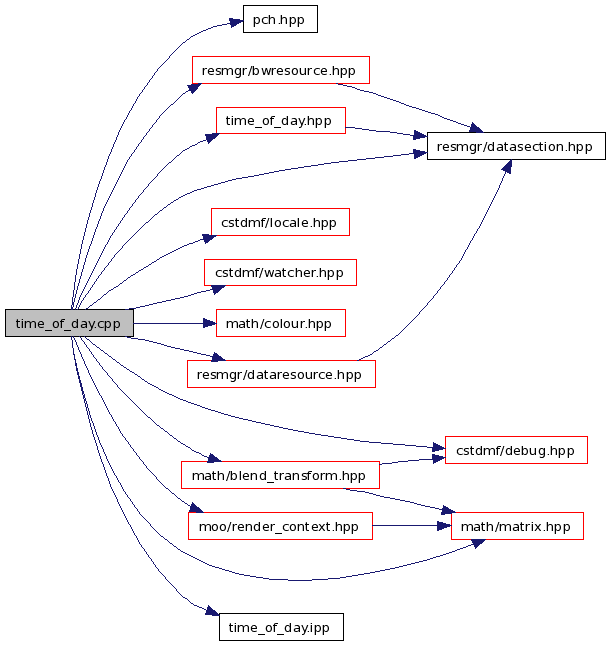 pch.hpp
resmgr/bwresource.hpp
time_of_day.hpp
resmgr/datasection.hpp
cstdmf/locale.hpp
cstdmf/watcher.hpp
time_of_day.cpp
math/colour.hpp
resmgr/dataresource.hpp
cstdmf/debug.hpp
math/blend_transform.hpp
moo/render_context.hpp
math/matrix.hpp
time_of_day.ipp